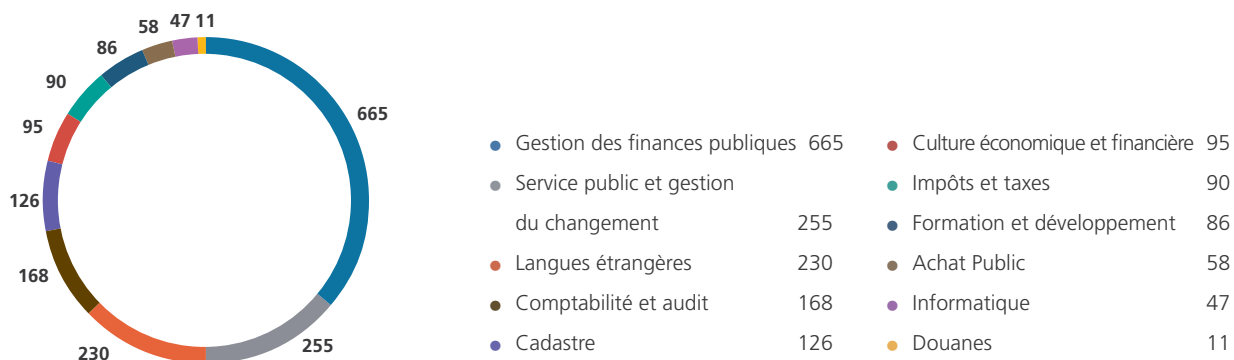 47 11
58
86
90
665
95
126
168
230
255
Gestion des finances publiques 665
Service public et gestion
du changement 255
Langues étrangères 230
Comptabilité et audit 168
Cadastre 126
Culture économique et financière 95
Impôts et taxes 90
Formation et développement 86
Achat Public 58
Informatique 47
Douanes 11